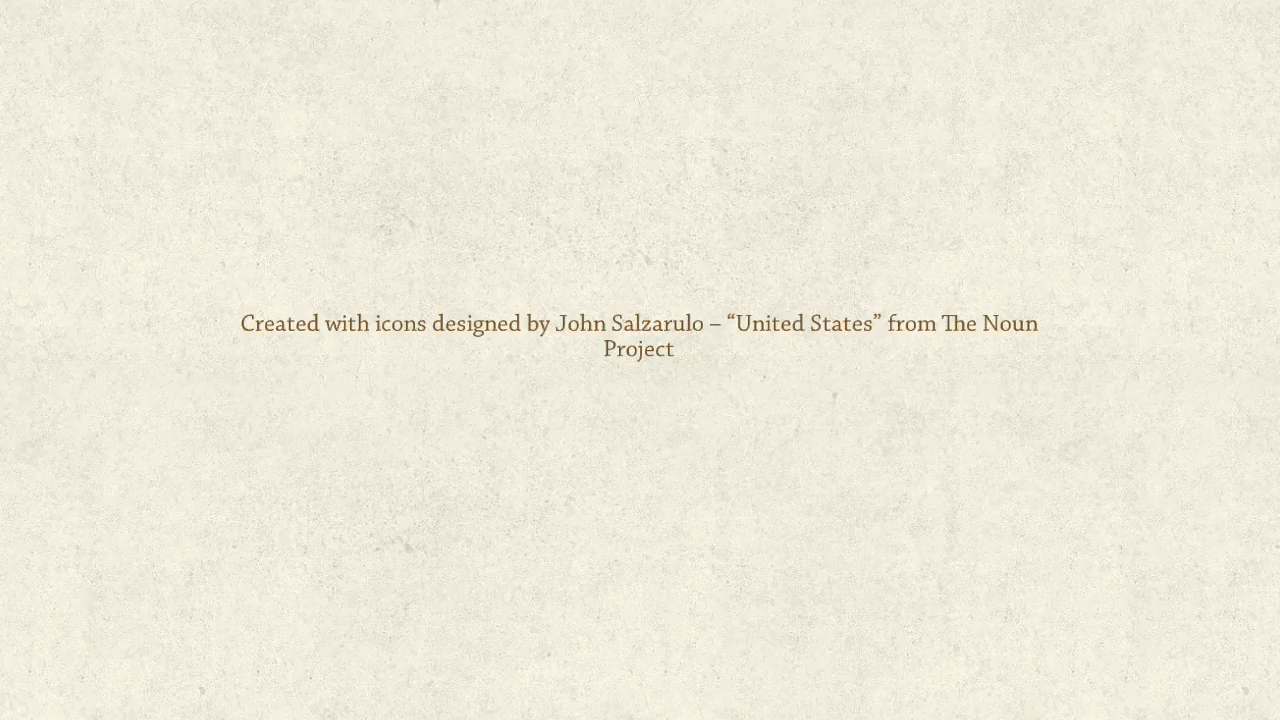 Created with icons designed by John Salzarulo – “United States” from The Noun
Project